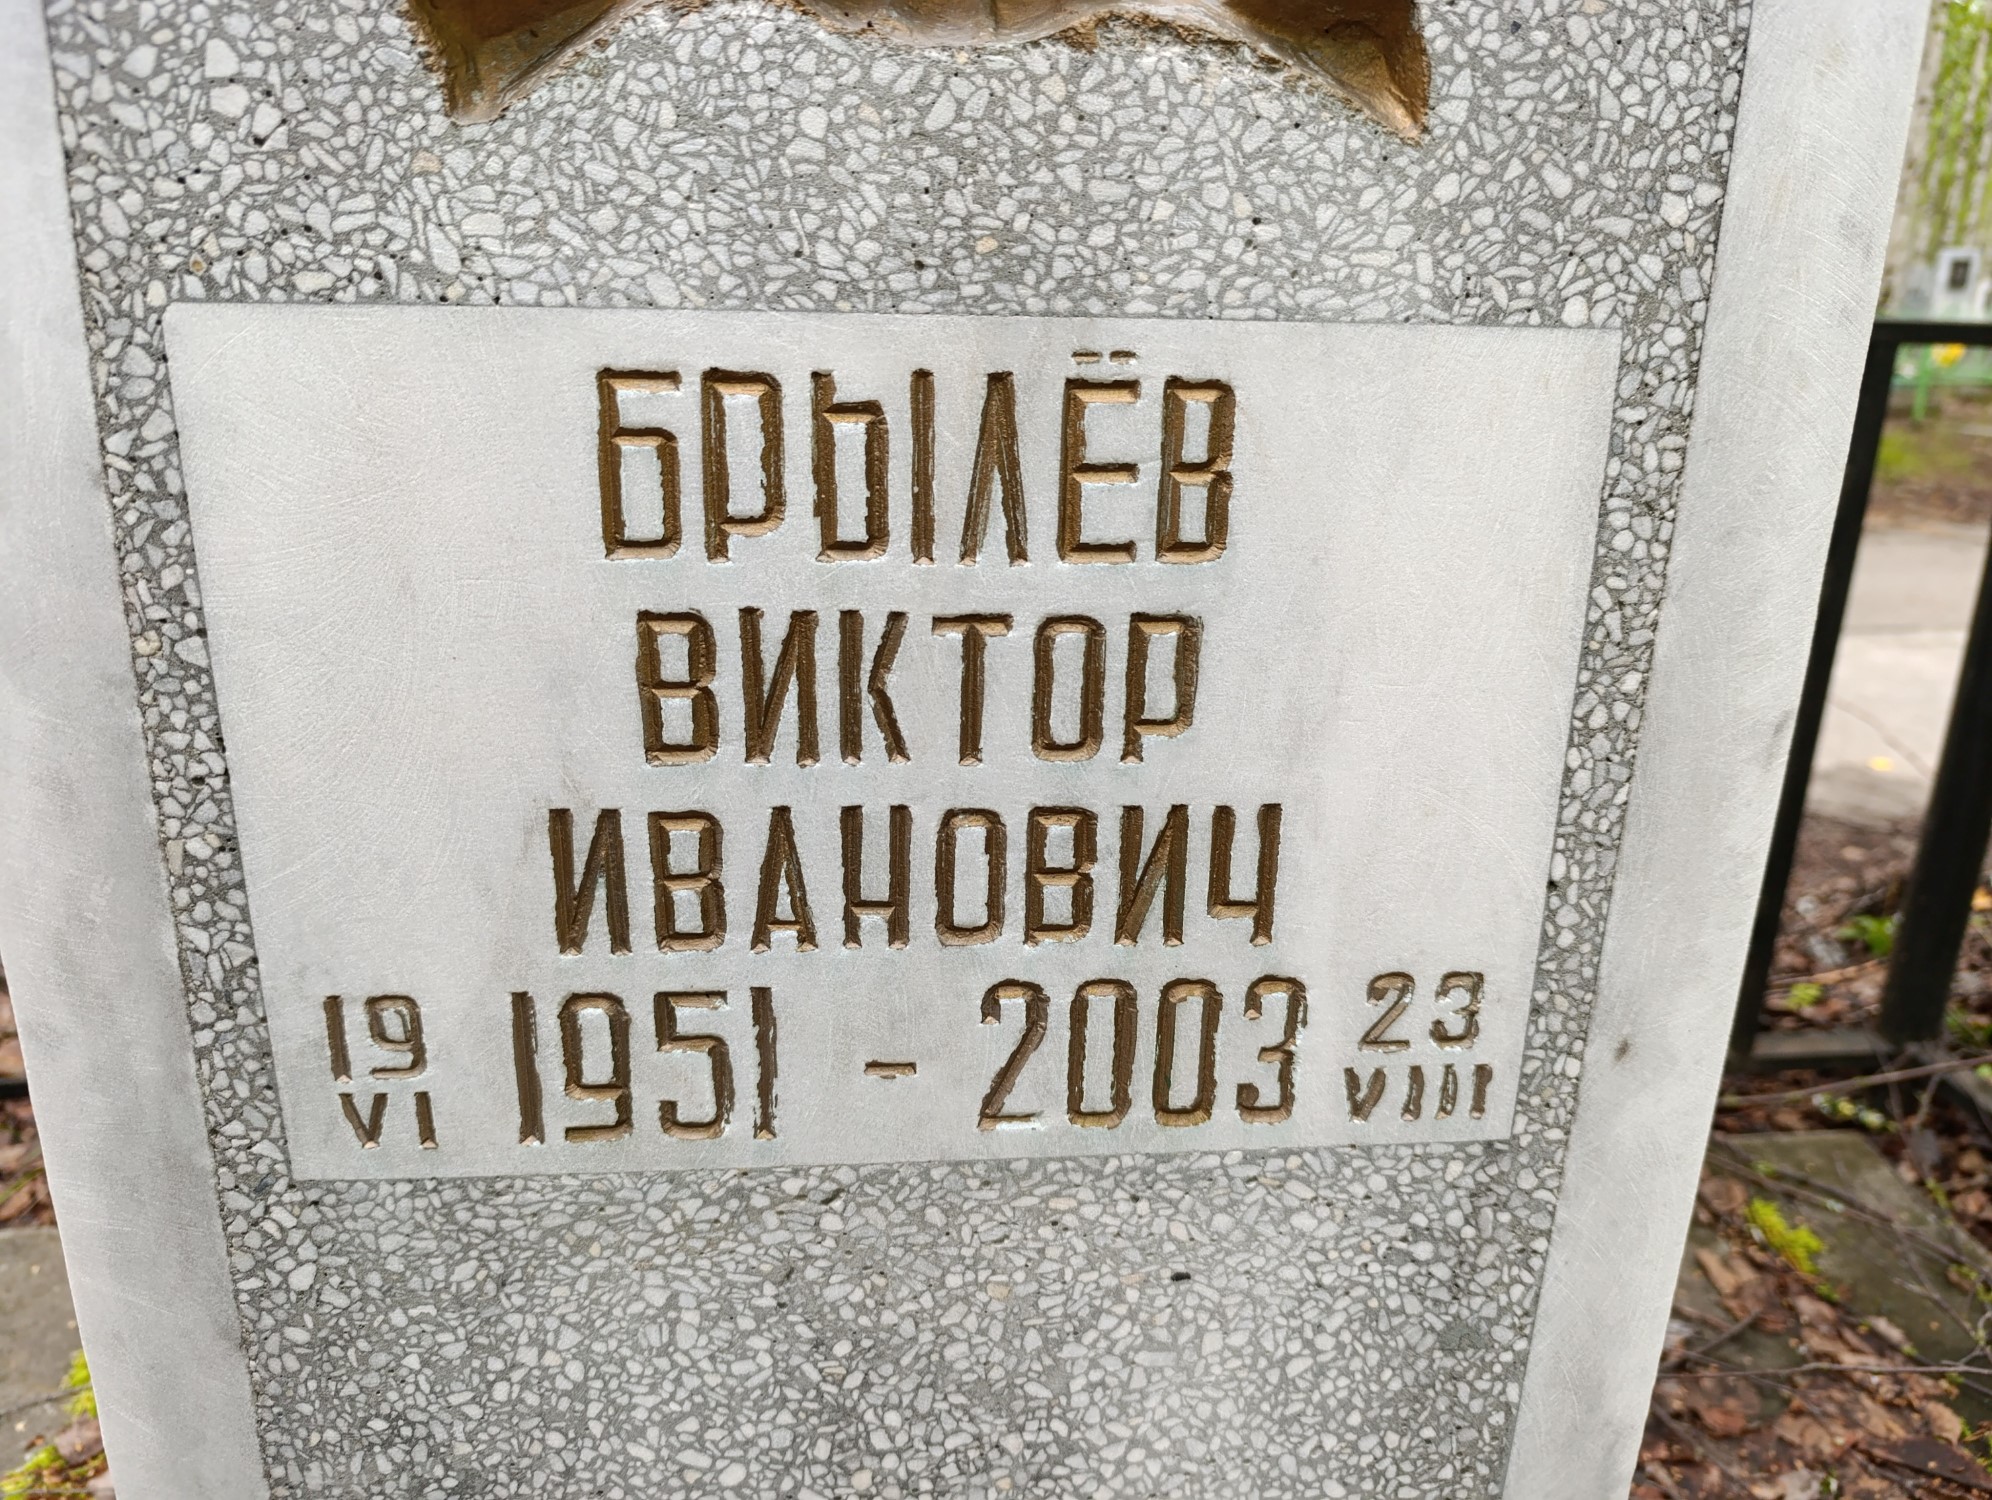 БРЫЛЁВ
ВИКТОР
ИВАНОВИЧ
19 1951 - 2003 23
VI VIII